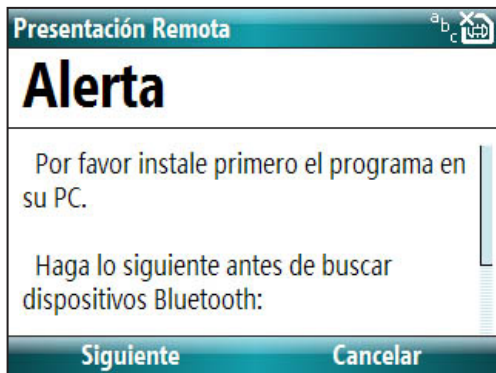 Presentación Remota abc
Alerta
Por favor instale primero el programa en
su PC.
Haga lo siguiente antes de buscar
dispositivos Bluetooth:
Siguiente Cancelar